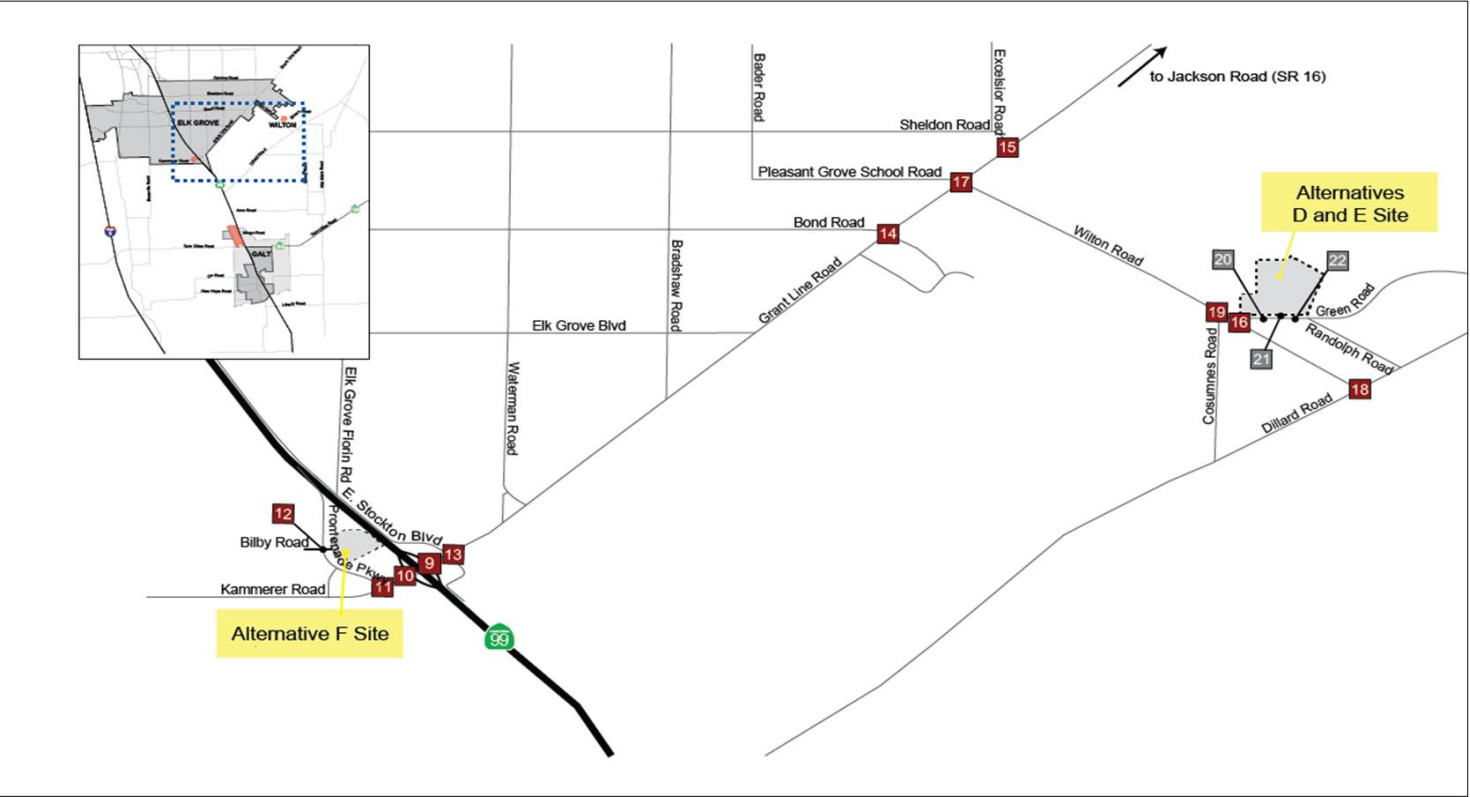 ELK GROVE
WILTON
GALT
to Jackson Road (SR 16)
Bader Road
Excelsior Road
Sheldon Road
15
Pleasant Grove School Road
17
Bond Road
14
Wilton Road
Alternatives
D and E Site
Bradshaw Road
Grant Line Road
20
22
Green Road
19
16
21
Randolph Road
Elk Grove Blvd
Cosumnes Road
18
Dillard Road
Waterman Road
Elk Grove Florin Rd
E. Stockton Blvd
12
Promenade Pkwy
Bilby Road
13
9
10
11
Kammerer Road
Alternative F Site
99